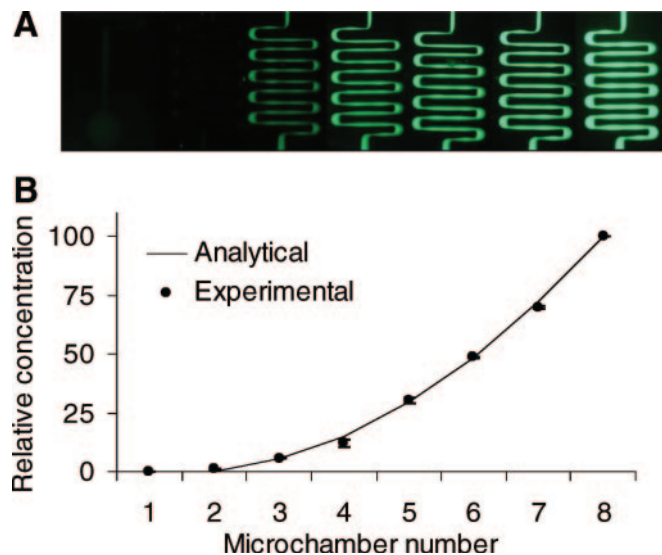 A
B
Relative concentration
100
75
50
25
0
Analytical
Experimental
1 2 3 4 5 6 7 8
Microchamber number